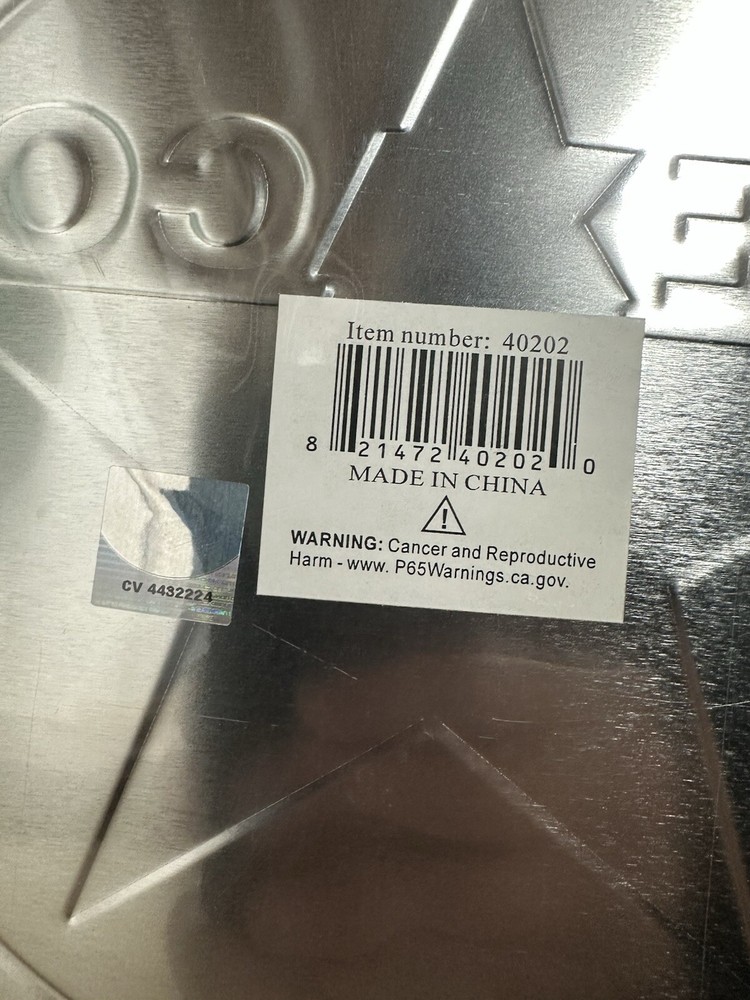 OC
E
Item number: 40202
8 21472 40202 0
MADE IN CHINA
WARNING: Cancer and Reproductive
Harm - www. P65Warnings.ca.gov.
CV 4432224